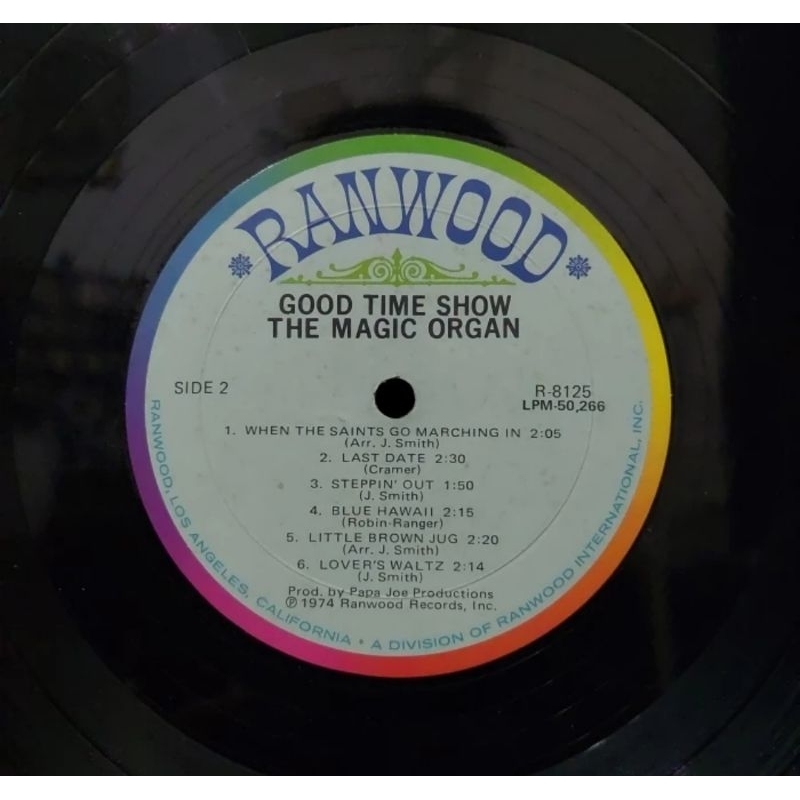 RANWOOD
GOOD TIME SHOW
THE MAGIC ORGAN
SIDE 2
R-8125
LPM-50,266
1. WHEN THE SAINTS GO MARCHING IN 2:05
(Arr. J. Smith)
2. LAST DATE 2:30
(Cramer)
3. STEPPIN' OUT 1:50
(J. Smith)
4. BLUE HAWAII 2:15
(Robin-Ranger)
5. LITTLE BROWN JUG 2:20
(Arr. J. Smith)
6. LOVER'S WALTZ 2:14
(J. Smith)
Prod. by Papa Joe Productions
℗ 1974 Ranwood Records, Inc.
RANWOOD, LOS ANGELES, CALIFORNIA • A DIVISION OF RANWOOD INTERNATIONAL, INC.